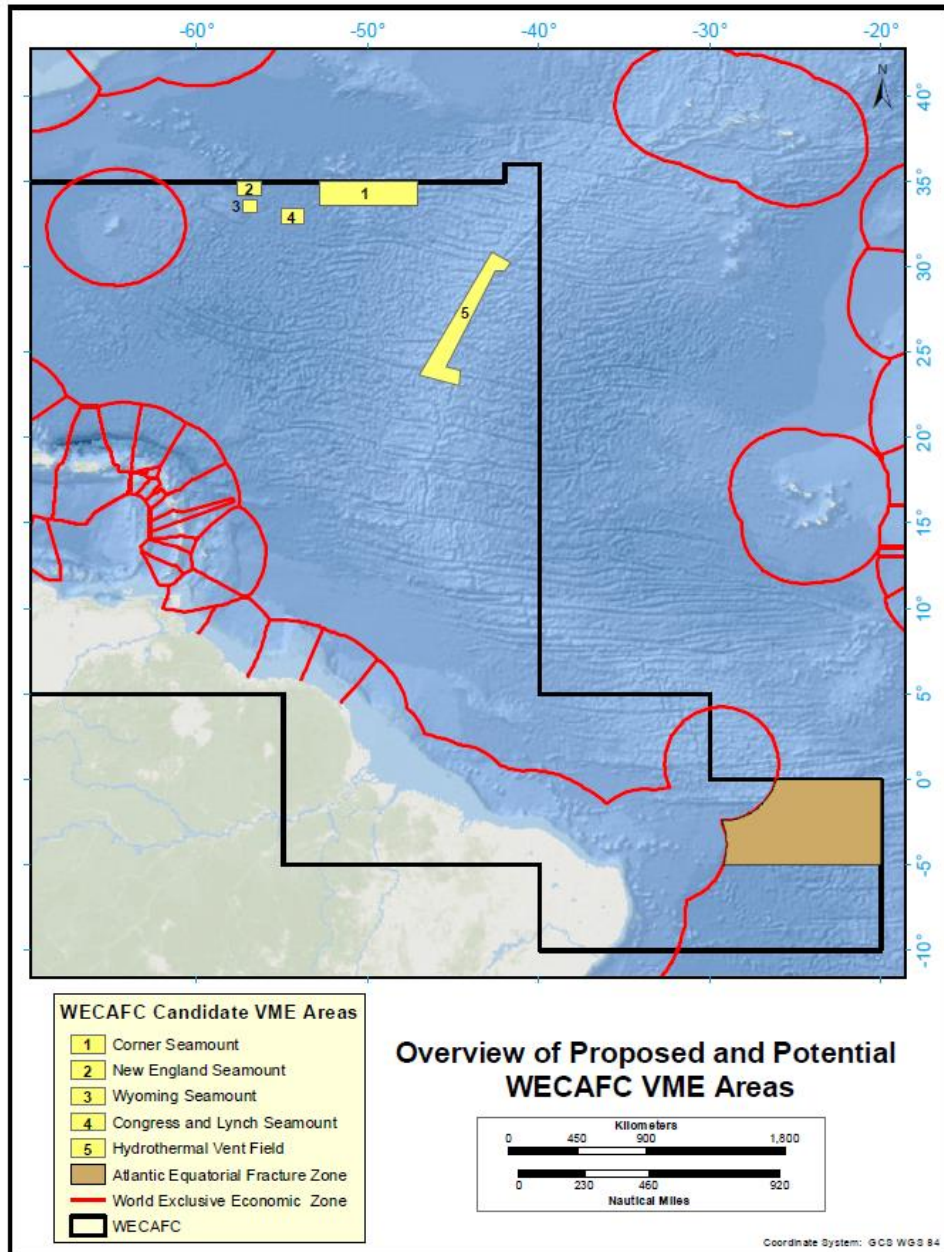 -60° -50° -40° -30° -20°
N
40°
35°
30°
25°
20°
15°
10°
5°
0°
-5°
-10°
2
1
3
4
5
WECAFC Candidate VME Areas
1 Corner Seamount
2 New England Seamount
3 Wyoming Seamount
4 Congress and Lynch Seamount
5 Hydrothermal Vent Field
Atlantic Equatorial Fracture Zone
World Exclusive Economic Zone
WECAFC
Overview of Proposed and Potential
WECAFC VME Areas
Kilometers
0 450 900 1,800
0 230 460 920
Nautical Miles
Coordinate System: GCS WGS 84